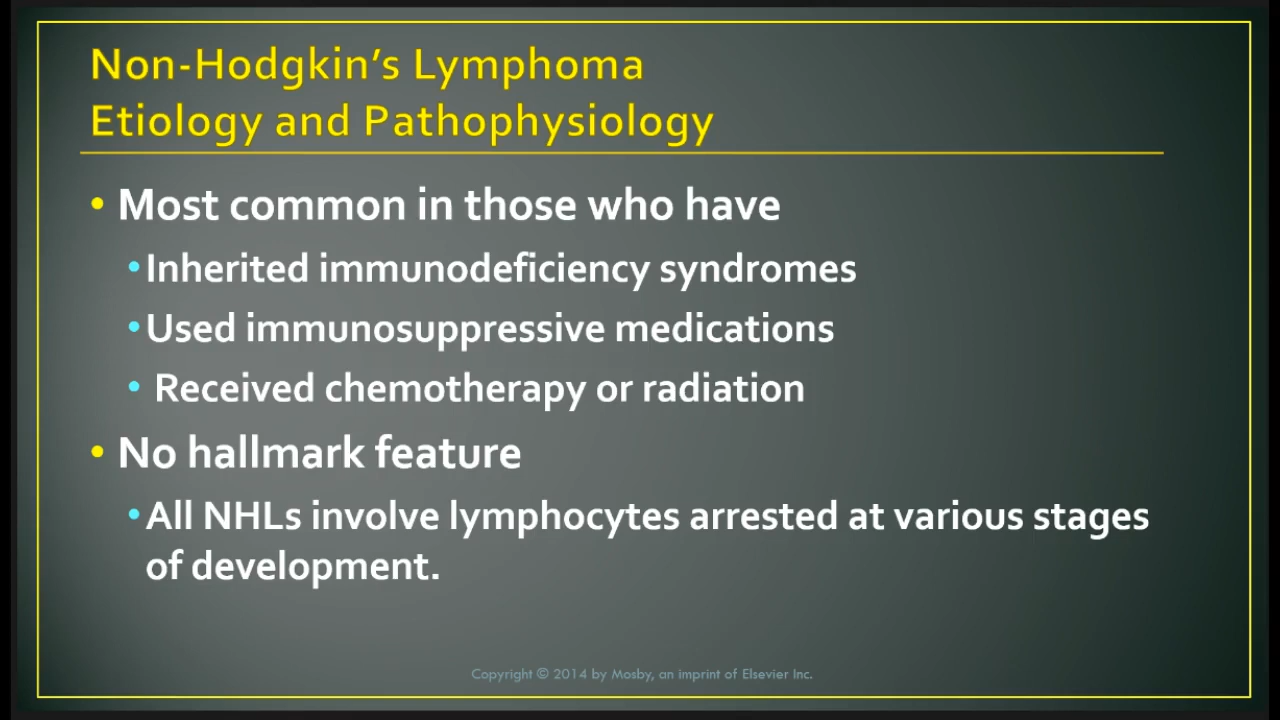 Non-Hodgkin’s Lymphoma
Etiology and Pathophysiology
• Most common in those who have
• Inherited immunodeficiency syndromes
• Used immunosuppressive medications
• Received chemotherapy or radiation
• No hallmark feature
• All NHLs involve lymphocytes arrested at various stages
of development.
Copyright © 2014 by Mosby, an imprint of Elsevier Inc.